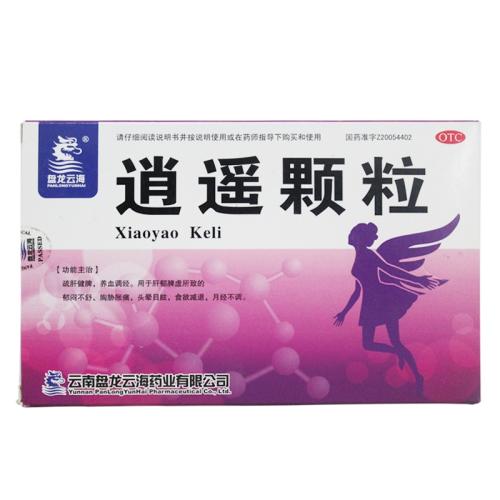 盘龙云海
PANLONGYUNHAI
®
请仔细阅读说明书并按说明使用或在药师指导下购买和使用
国药准字Z20054402
OTC
逍遥颗粒
Xiaoyao Keli
盘龙云海
PASSED
【功能主治】
疏肝健脾，养血调经。用于肝郁脾虚所致的
郁闷不舒，胸胁胀痛，头晕目眩，食欲减退，月经不调。
云南盘龙云海药业有限公司
Yunnan PanLongYunHai Pharmaceutical Co., Ltd.